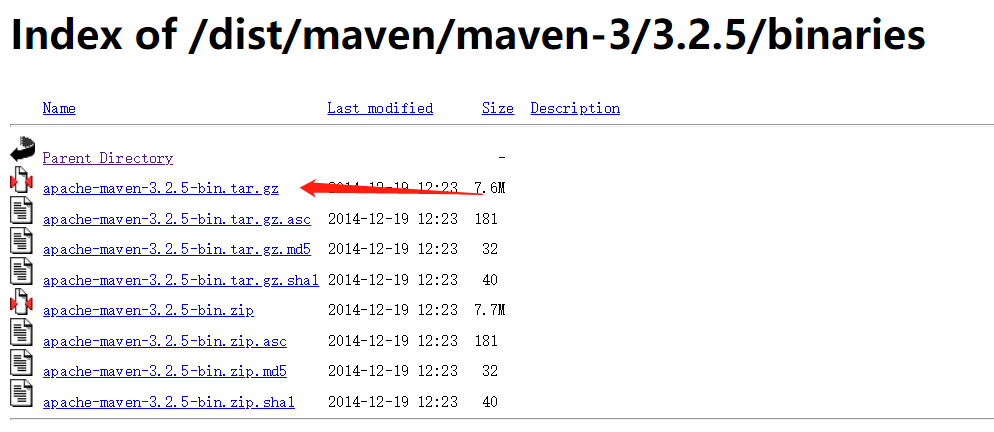 Index of /dist/maven/maven-3/3.2.5/binaries
Name Last modified Size Description
Parent Directory -
apache-maven-3.2.5-bin.tar.gz 2014-12-19 12:23 7.6M
apache-maven-3.2.5-bin.tar.gz.asc 2014-12-19 12:23 181
apache-maven-3.2.5-bin.tar.gz.md5 2014-12-19 12:23 32
apache-maven-3.2.5-bin.tar.gz.sha1 2014-12-19 12:23 40
apache-maven-3.2.5-bin.zip 2014-12-19 12:23 7.7M
apache-maven-3.2.5-bin.zip.asc 2014-12-19 12:23 181
apache-maven-3.2.5-bin.zip.md5 2014-12-19 12:23 32
apache-maven-3.2.5-bin.zip.sha1 2014-12-19 12:23 40